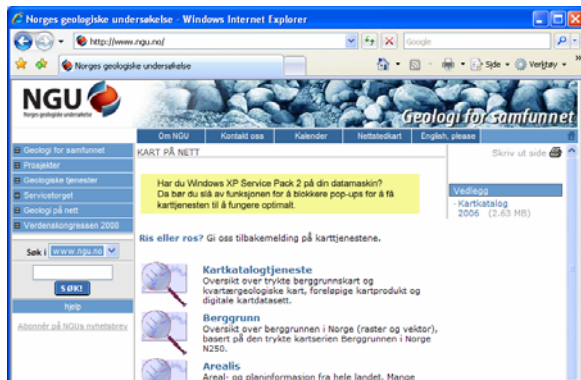 Norges geologiske undersøkelse - Windows Internet Explorer
http://www.ngu.no/
Google
Norges geologiske undersøkelse
Side
Verktøy
»
NGU
Norges geologiske undersøkelse
Geologi for samfunnet
Om NGU
Kontakt oss
Kalender
Nettstedkart
English, please
Geologi for samfunnet
Prosjekter
Geologiske tjenester
Servicetorget
Geologi på nett
Verdenskongressen 2008
Søk i www.ngu.no
SØK!
hjelp
Abonnér på NGUs nyhetsbrev
KART PÅ NETT
Skriv ut side
Har du Windows XP Service Pack 2 på din datamaskin?
Da bør du slå av funksjonen for å blokkere pop-ups for å få
karttjenesten til å fungere optimalt.
Vedlegg
- Kartkatalog
2006 (2.63 MB)
Ris eller ros? Gi oss tilbakemelding på karttjenestene.
Kartkatalogtjeneste
Oversikt over trykte berggrunnskart og
kvartærgeologiske kart, foreløpige kartprodukt og
digitale kartdatasett.
Berggrunn
Oversikt over berggrunnen i Norge (raster og vektor),
basert på den trykte kartserien Berggrunnen i Norge
N250.
Arealis
Areal- og planinformasjon fra hele landet. Mange